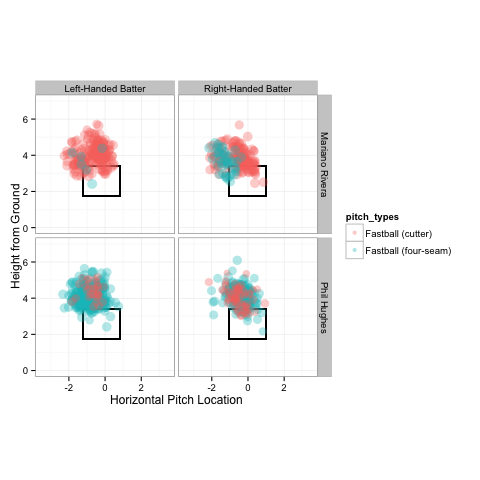 Left-Handed Batter
Right-Handed Batter
6
4
2
0
Mariano Rivera
6
4
2
0
Phil Hughes
Height from Ground
-2
0
2
-2
0
2
Horizontal Pitch Location
pitch_types
Fastball (cutter)
Fastball (four-seam)